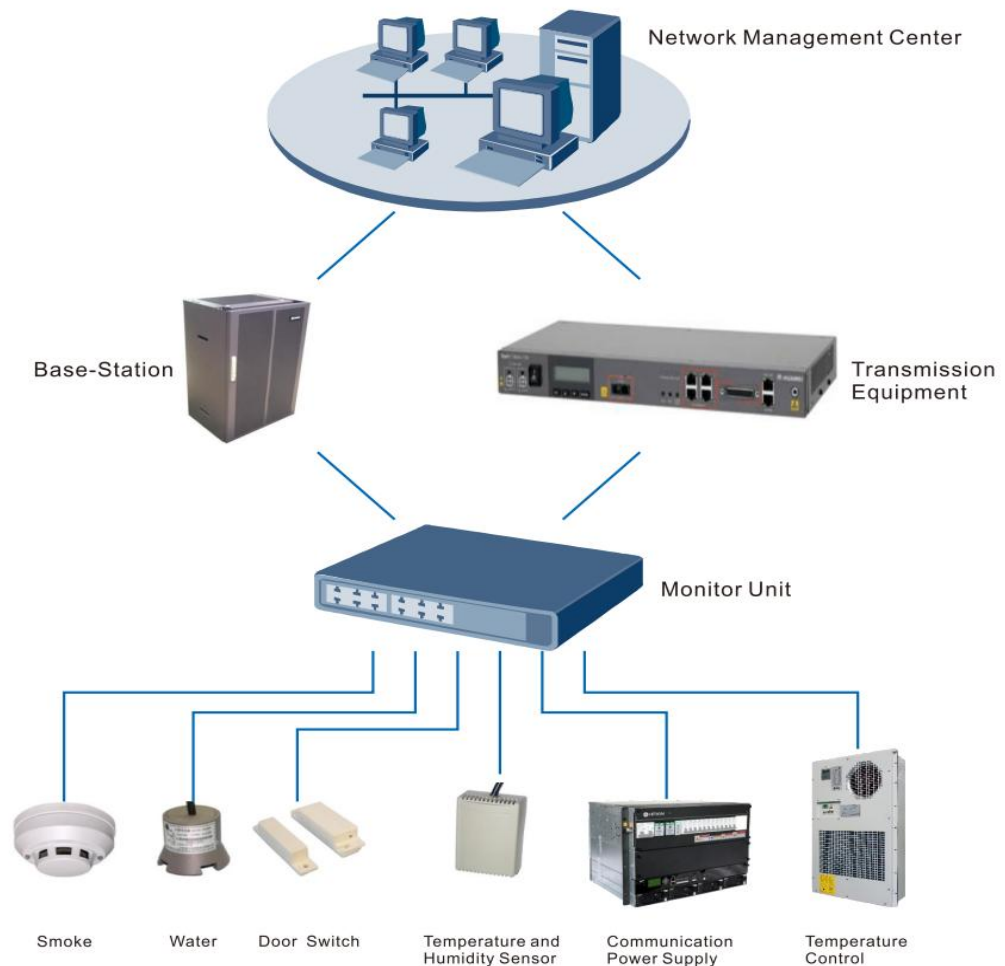 Network Management Center
Base-Station
Transmission
Equipment
Monitor Unit
Smoke
Water
Door Switch
Temperature and
Humidity Sensor
Communication
Power Supply
Temperature
Control